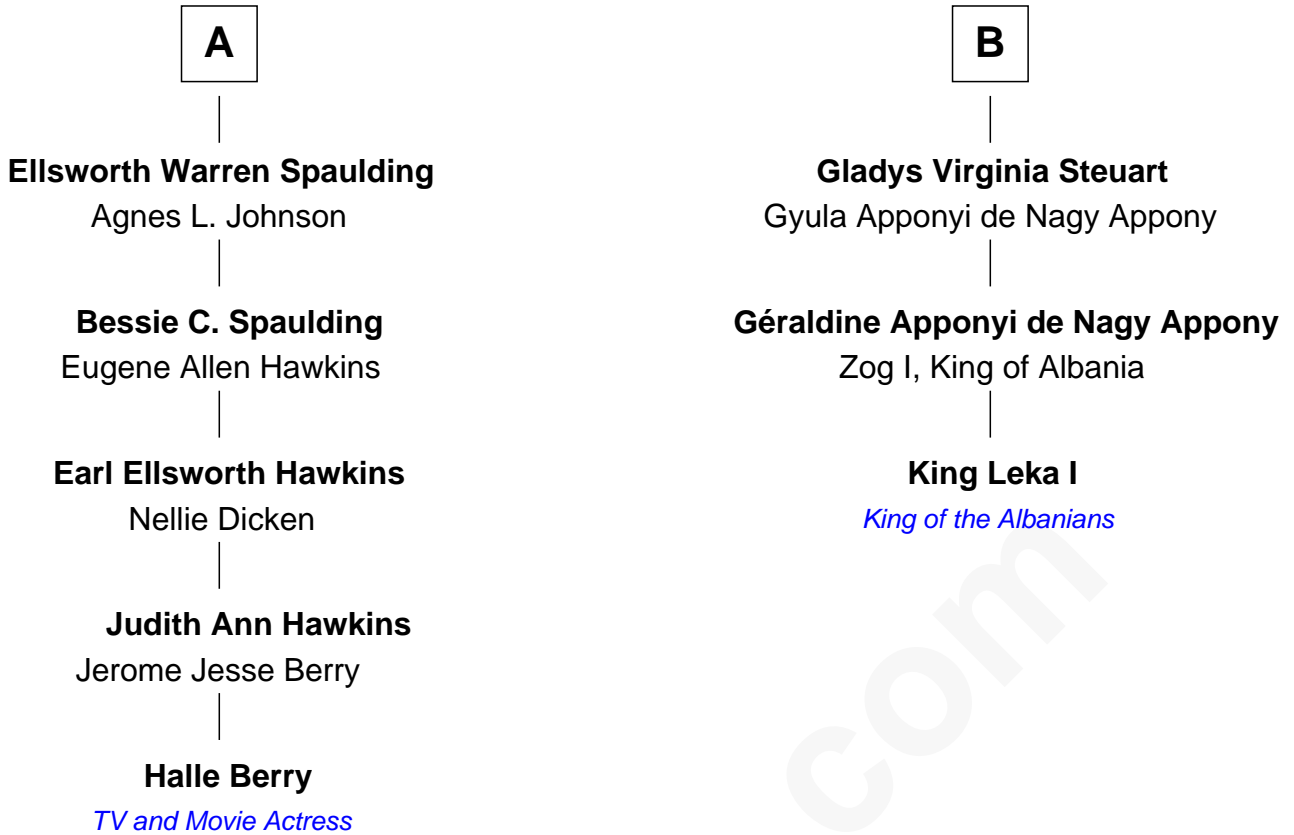 A
Ellsworth Warren Spaulding
Agnes L. Johnson
Bessie C. Spaulding
Eugene Allen Hawkins
Earl Ellsworth Hawkins
Nellie Dicken
Judith Ann Hawkins
Jerome Jesse Berry
Halle Berry
TV and Movie Actress
B
Gladys Virginia Steuart
Gyula Apponyi de Nagy Appony
Géraldine Apponyi de Nagy Appony
Zog I, King of Albania
King Leka I
King of the Albanians
com